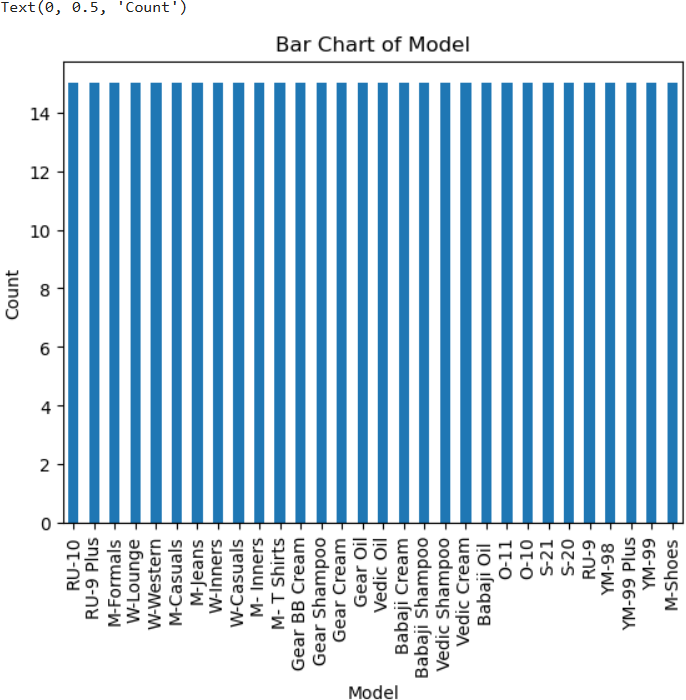 Text(0, 0.5, 'Count')
Bar Chart of Model
14
12
10
8
6
4
2
0
Count
RU-10
RU-9 Plus
M-Formals
W-Lounge
W-Western
M-Casuals
M-Jeans
W-Inners
W-Casuals
M- Inners
M- T Shirts
Gear BB Cream
Gear Shampoo
Gear Cream
Gear Oil
Vedic Oil
Babaji Cream
Babaji Shampoo
Vedic Shampoo
Vedic Cream
Babaji Oil
O-11
O-10
S-21
S-20
RU-9
YM-98
YM-99 Plus
YM-99
M-Shoes
Model